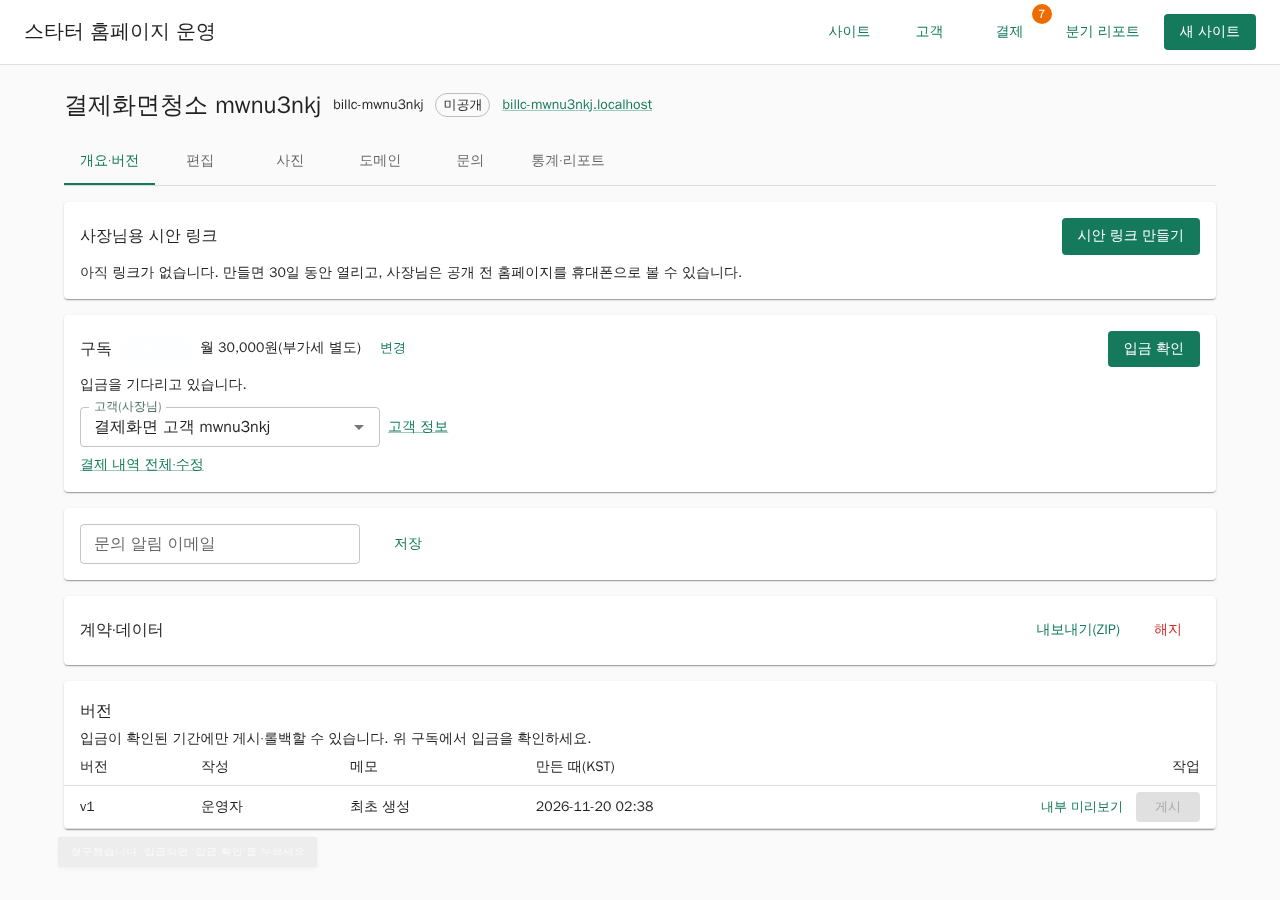 스타터 홈페이지 운영
사이트
고객
결제
7
분기 리포트
새 사이트
결제화면청소 mwnu3nkj
billc-mwnu3nkj
미공개
billc-mwnu3nkj.localhost
개요·버전
편집
사진
도메인
문의
통계·리포트
사장님용 시안 링크
시안 링크 만들기
아직 링크가 없습니다. 만들면 30일 동안 열리고, 사장님은 공개 전 홈페이지를 휴대폰으로 볼 수 있습니다.
구독
월 30,000원(부가세 별도)
변경
입금 확인
입금을 기다리고 있습니다.
고객(사장님)
결제화면 고객 mwnu3nkj
고객 정보
결제 내역 전체·수정
문의 알림 이메일
저장
계약·데이터
내보내기(ZIP)
해지
버전
입금이 확인된 기간에만 게시·롤백할 수 있습니다. 위 구독에서 입금을 확인하세요.
버전
작성
메모
만든 때(KST)
작업
v1
운영자
최초 생성
2026-11-20 02:38
내부 미리보기
게시